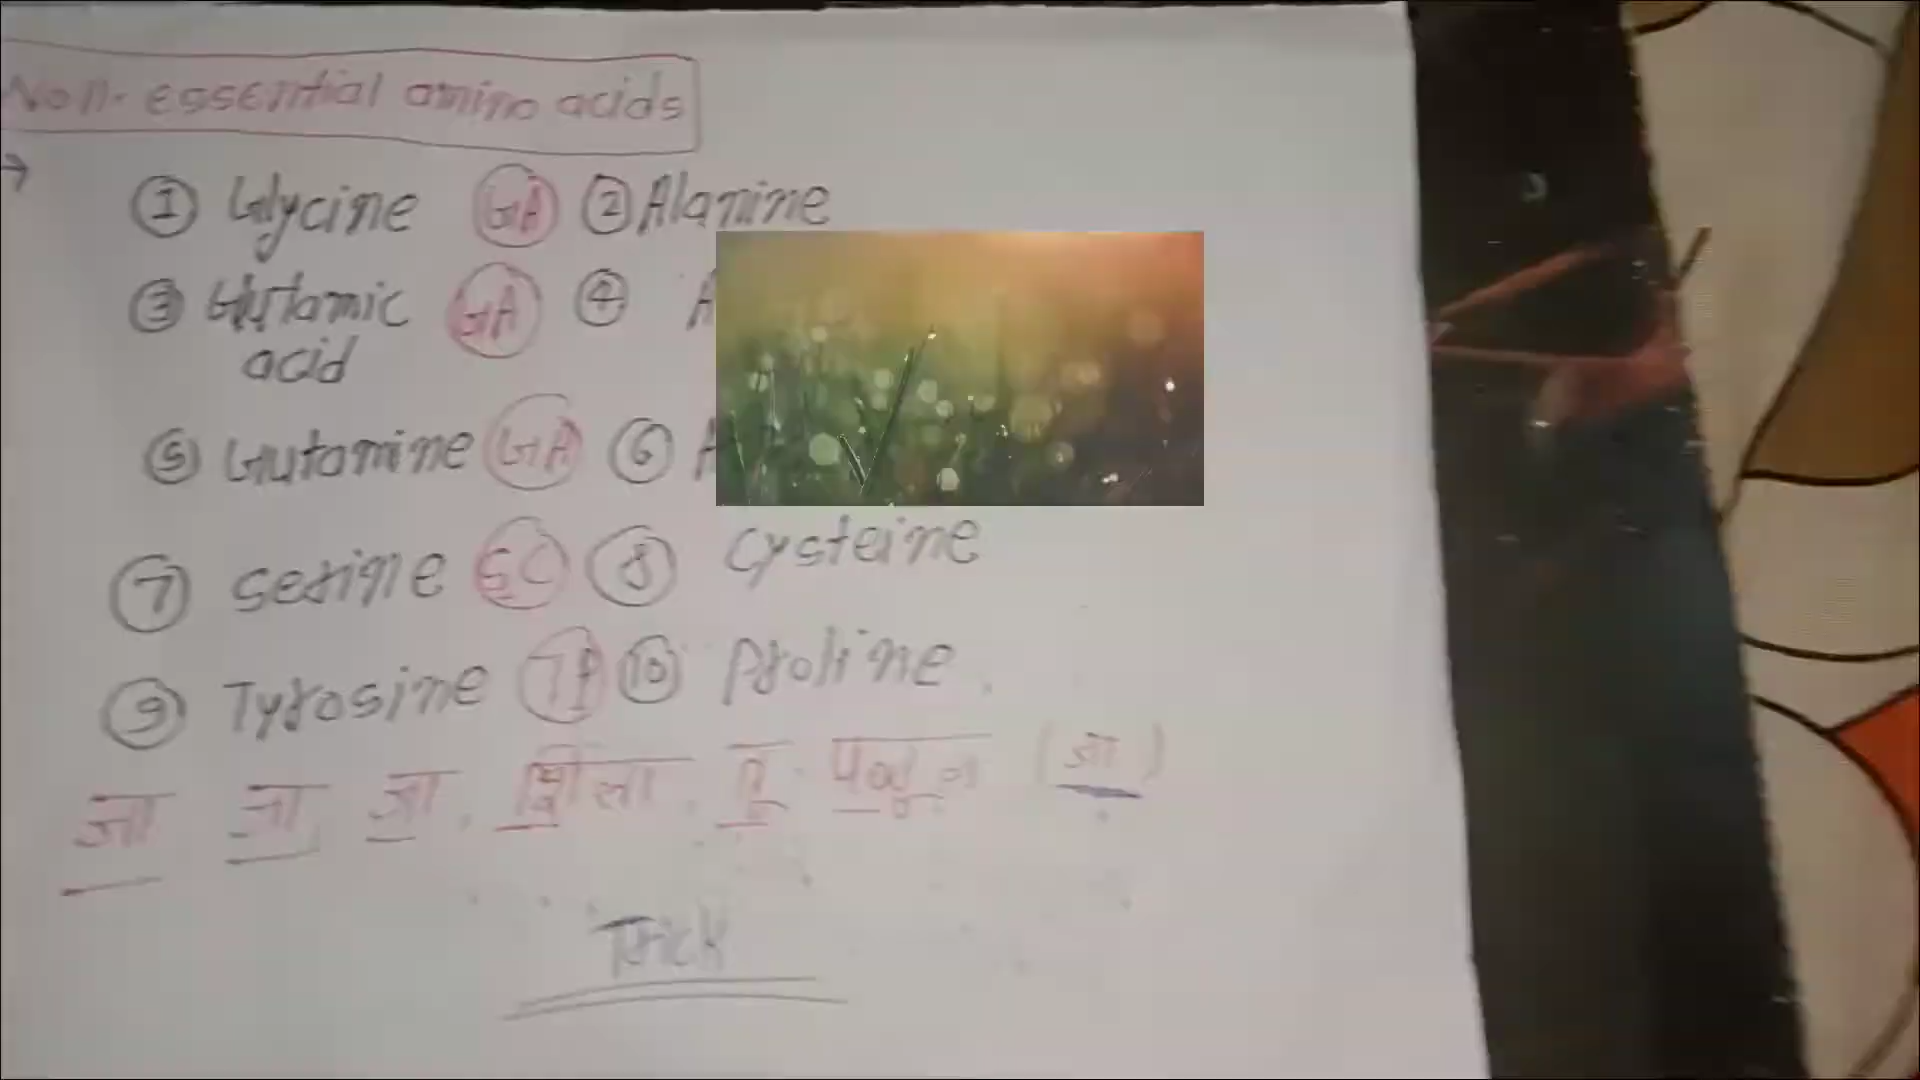 Non-essential amino acids
→
① Glycine GA ② Alanine
③ Glutamic GA ④ A
acid
⑤ Glutamine GA ⑥ A
⑦ Serine SC ⑧ Cysteine
⑨ Tyrosine TP ⑩ Proline.
जा जा जा, शीला, तू (जा)
Trick